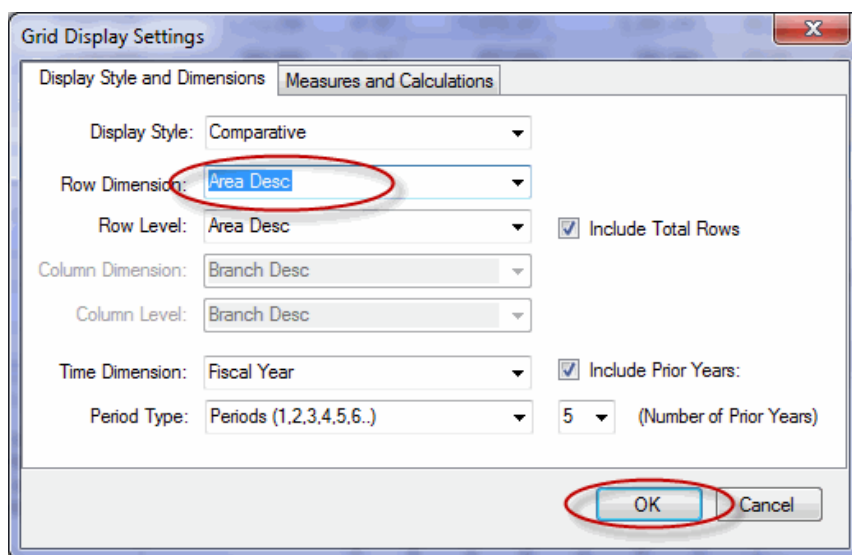 Grid Display Settings
Display Style and Dimensions Measures and Calculations
Display Style: Comparative
Row Dimension: Area Desc
Row Level: Area Desc Include Total Rows
Column Dimension: Branch Desc
Column Level: Branch Desc
Time Dimension: Fiscal Year Include Prior Years:
Period Type: Periods (1,2,3,4,5,6..) 5 (Number of Prior Years)
OK Cancel